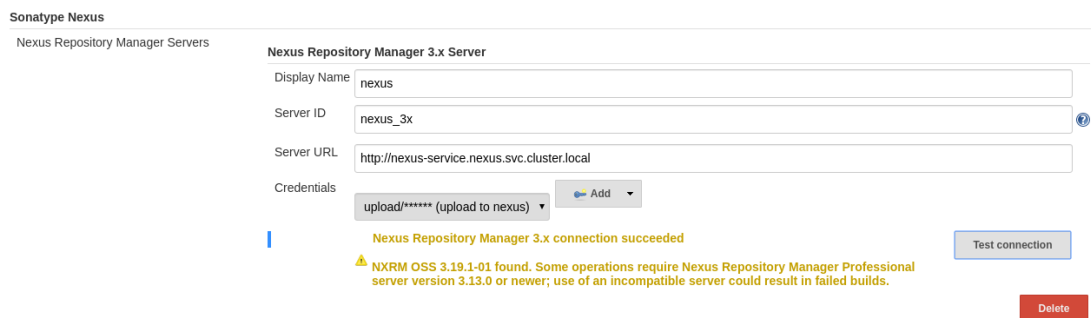 Sonatype Nexus
Nexus Repository Manager Servers
Nexus Repository Manager 3.x Server
Display Name
nexus
Server ID
nexus_3x
?
Server URL
http://nexus-service.nexus.svc.cluster.local
Credentials
upload/****** (upload to nexus)
Add
Nexus Repository Manager 3.x connection succeeded
Test connection
NXRM OSS 3.19.1-01 found. Some operations require Nexus Repository Manager Professional
server version 3.13.0 or newer; use of an incompatible server could result in failed builds.
Delete